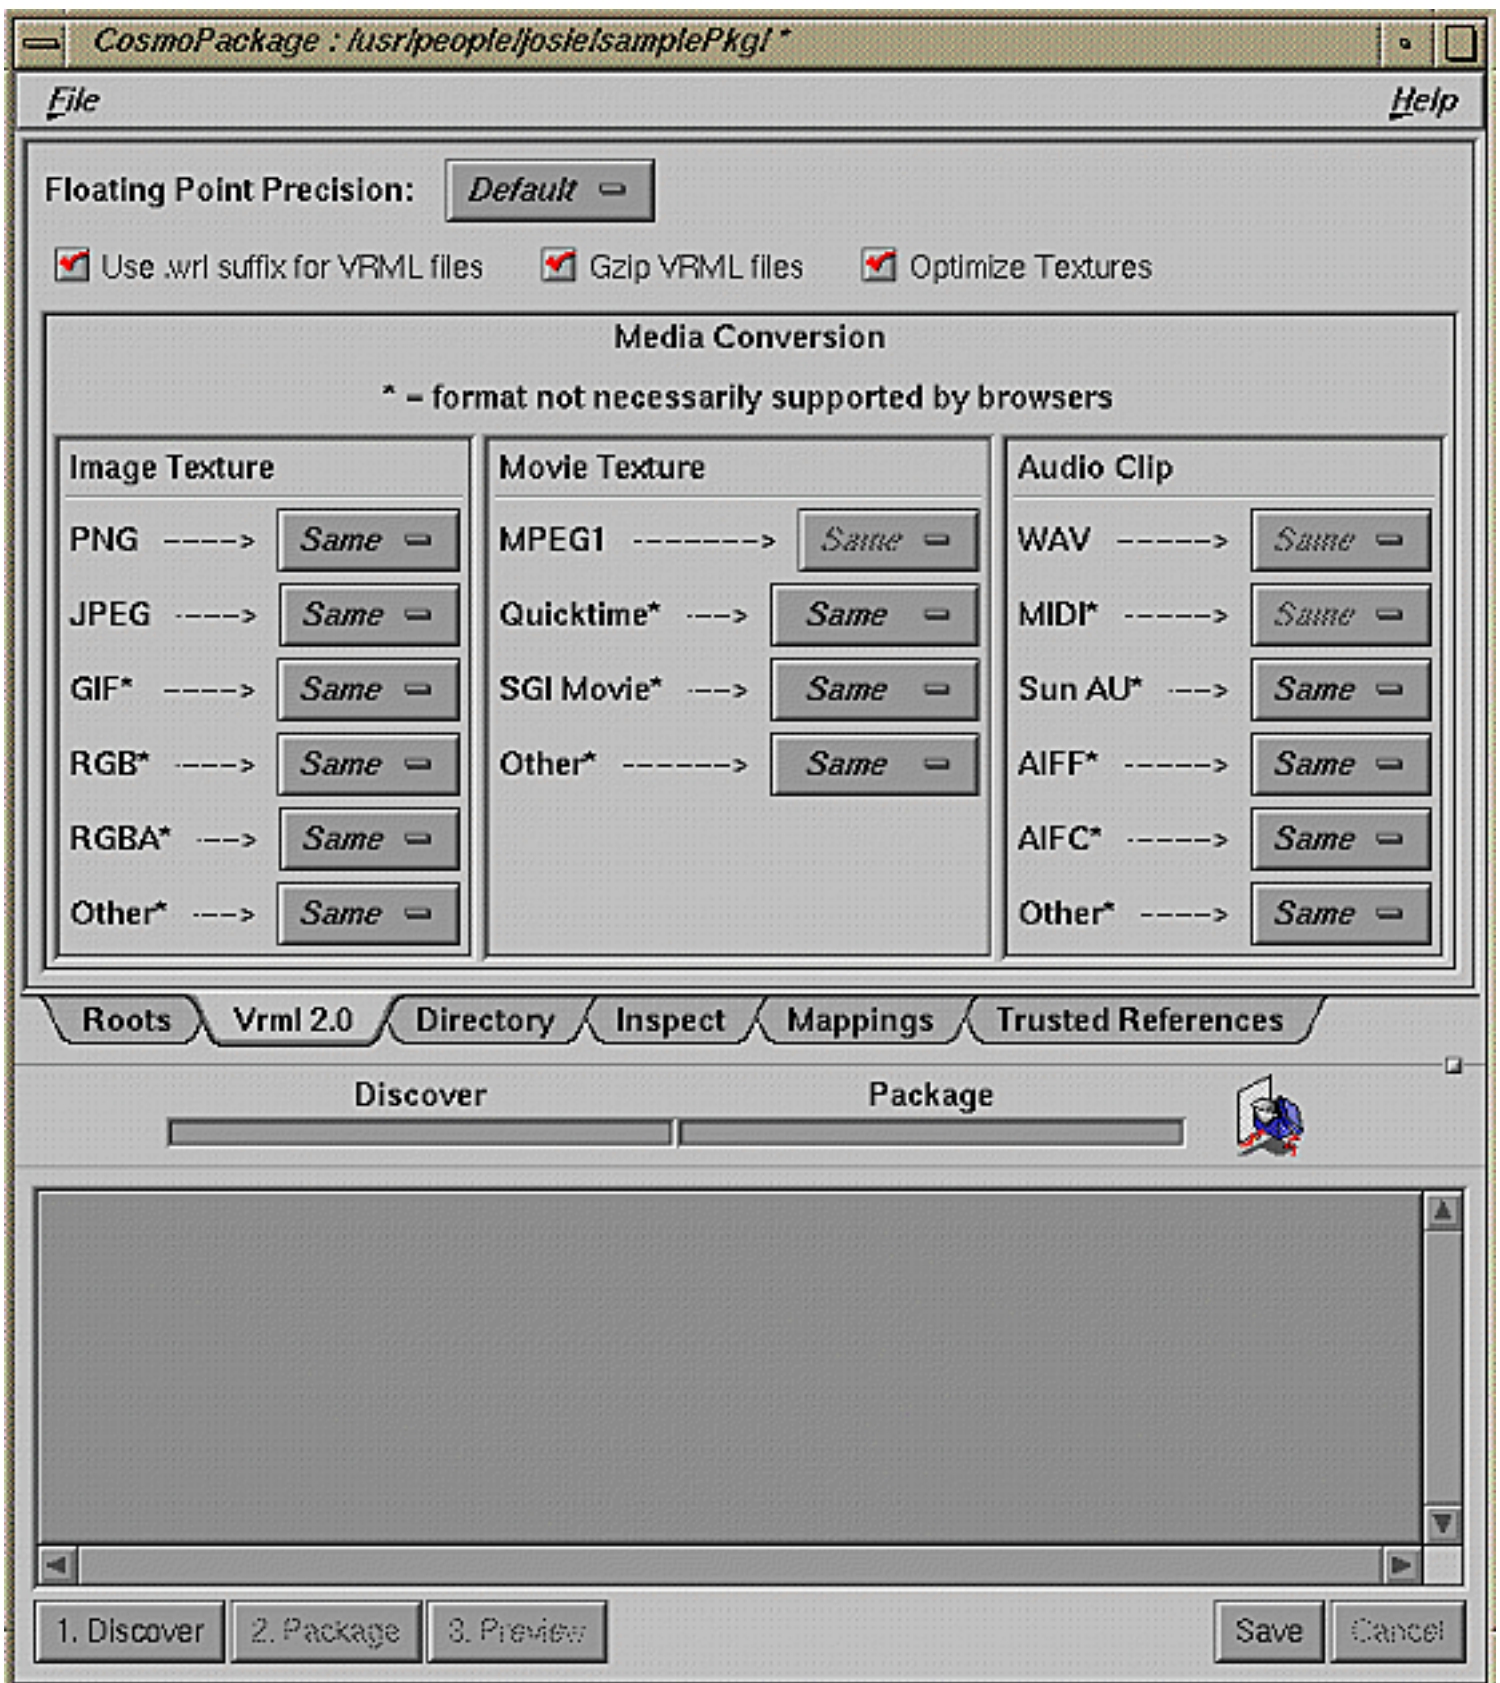 CosmoPackage : /usr/people/josie/samplePkg/ *
File Help
Floating Point Precision: Default
Use .wrl suffix for VRML files Gzip VRML files Optimize Textures
Media Conversion
* – format not necessarily supported by browsers
Image Texture Movie Texture Audio Clip
PNG ----> Same MPEG1 -------> Same WAV -----> Same
JPEG ----> Same Quicktime* ---> Same MIDI* -----> Same
GIF* ----> Same SGI Movie* ---> Same Sun AU* ---> Same
RGB* ----> Same Other* ------> Same AIFF* -----> Same
RGBA* ---> Same AIFC* -----> Same
Other* ---> Same Other* ----> Same
Roots Vrml 2.0 Directory Inspect Mappings Trusted References
Discover Package
1. Discover 2. Package 3. Preview Save Cancel